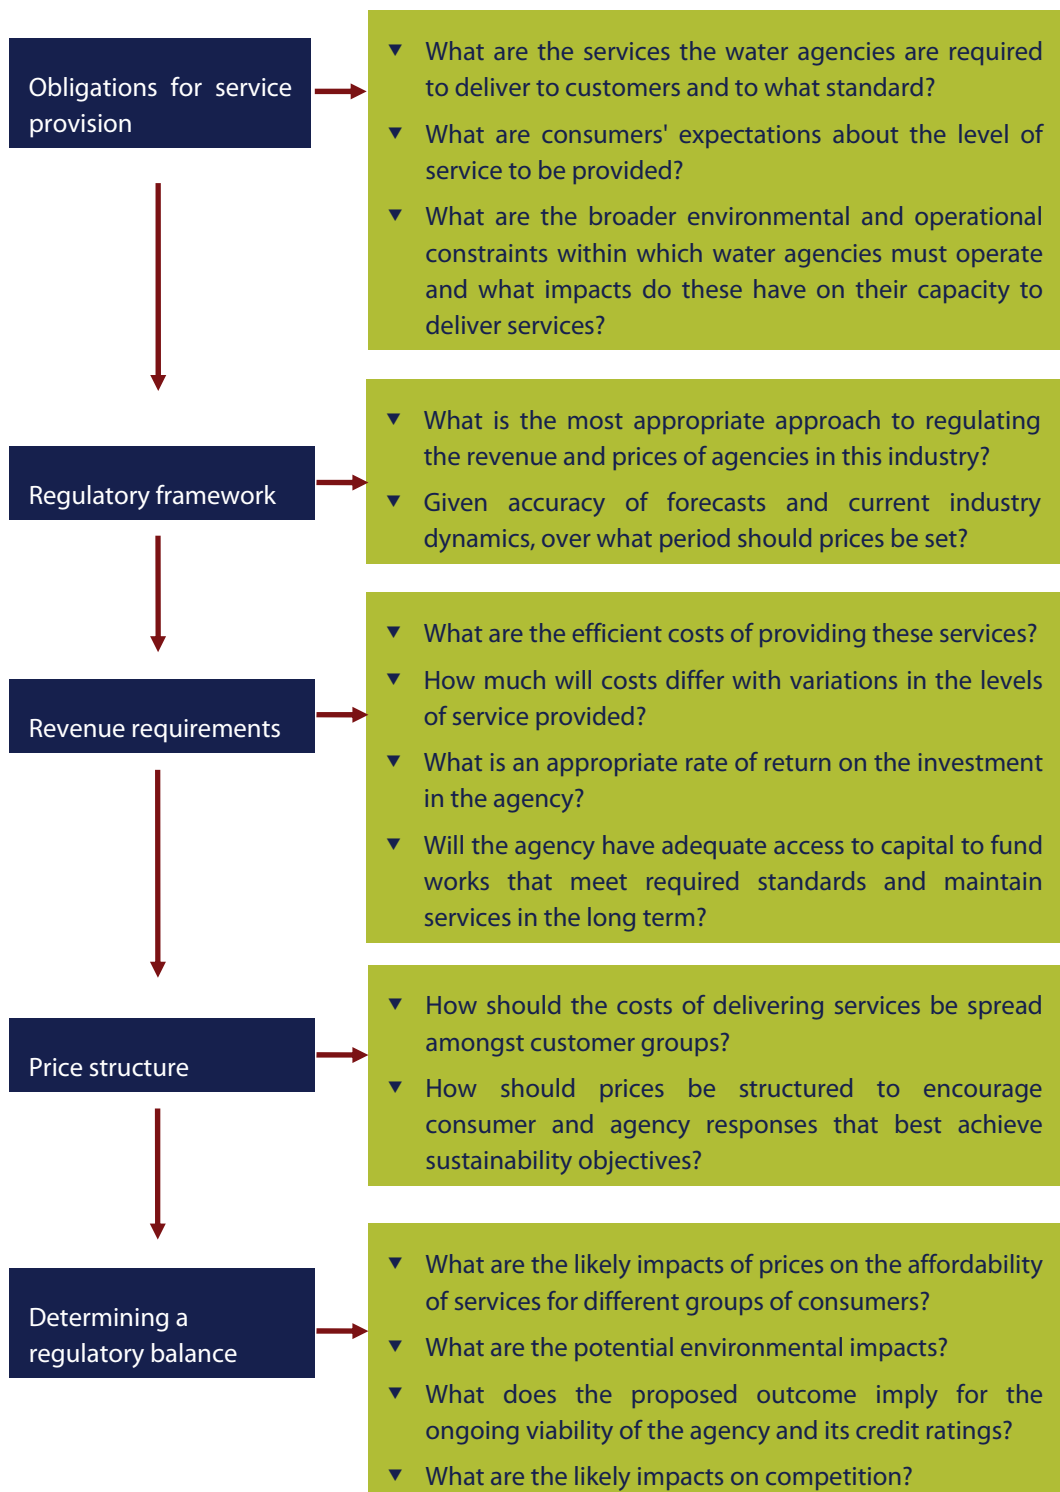 Obligations for service
provision
▼ What are the services the water agencies are required
to deliver to customers and to what standard?
▼ What are consumers' expectations about the level of
service to be provided?
▼ What are the broader environmental and operational
constraints within which water agencies must operate
and what impacts do these have on their capacity to
deliver services?
Regulatory framework
▼ What is the most appropriate approach to regulating
the revenue and prices of agencies in this industry?
▼ Given accuracy of forecasts and current industry
dynamics, over what period should prices be set?
Revenue requirements
▼ What are the efficient costs of providing these services?
▼ How much will costs differ with variations in the levels
of service provided?
▼ What is an appropriate rate of return on the investment
in the agency?
▼ Will the agency have adequate access to capital to fund
works that meet required standards and maintain
services in the long term?
Price structure
▼ How should the costs of delivering services be spread
amongst customer groups?
▼ How should prices be structured to encourage
consumer and agency responses that best achieve
sustainability objectives?
Determining a
regulatory balance
▼ What are the likely impacts of prices on the affordability
of services for different groups of consumers?
▼ What are the potential environmental impacts?
▼ What does the proposed outcome imply for the
ongoing viability of the agency and its credit ratings?
▼ What are the likely impacts on competition?